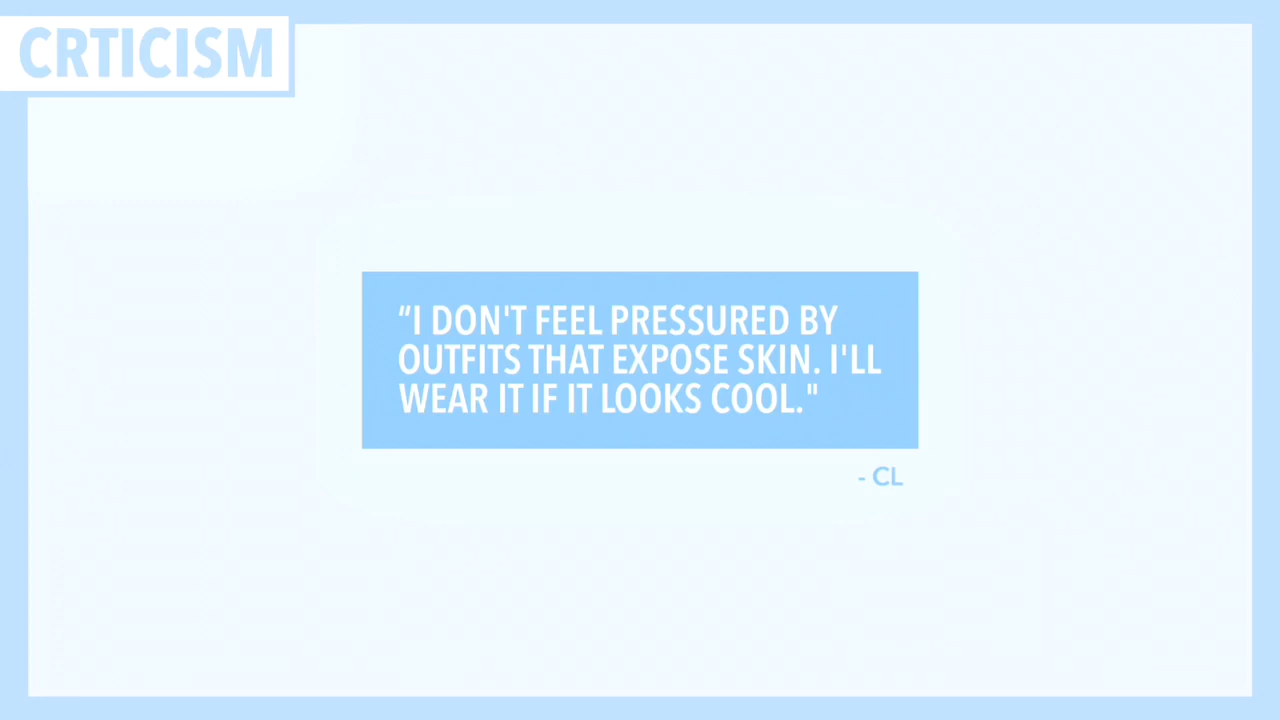 CRTICISM
“I DON'T FEEL PRESSURED BY
OUTFITS THAT EXPOSE SKIN. I'LL
WEAR IT IF IT LOOKS COOL."
- CL